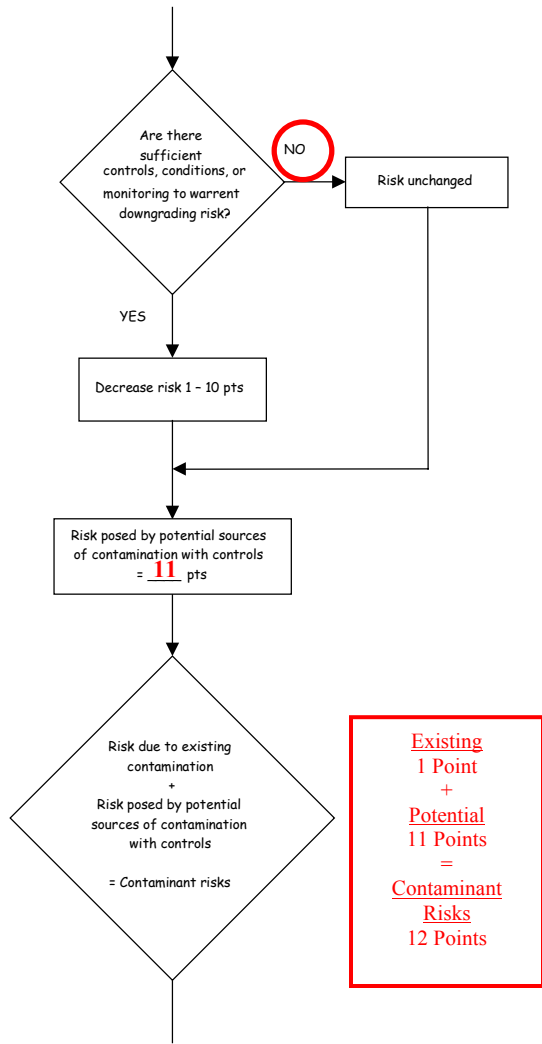 Are there
sufficient
controls, conditions, or
monitoring to warrent
downgrading risk?
NO
Risk unchanged
YES
Decrease risk 1 – 10 pts
Risk posed by potential sources
of contamination with controls
= 11 pts
Risk due to existing
contamination
+
Risk posed by potential
sources of contamination
with controls
= Contaminant risks
Existing
1 Point
+
Potential
11 Points
=
Contaminant
Risks
12 Points